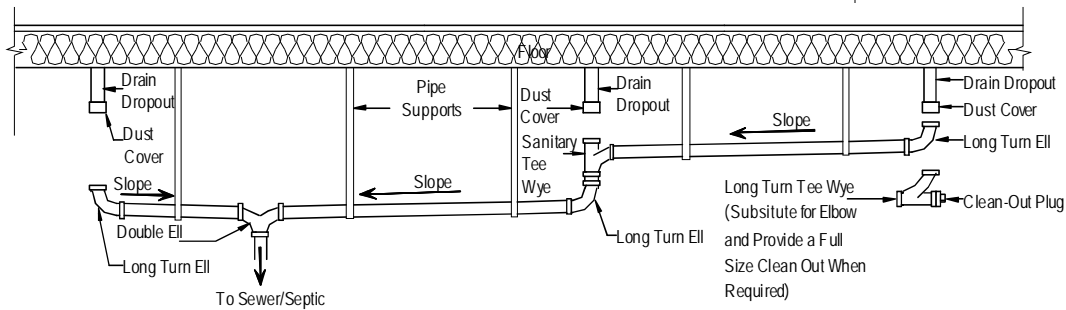 Floor
Drain
Dropout
Dust
Cover
Pipe
Supports
Dust
Cover
Sanitary
Tee
Wye
Drain
Dropout
Slope
Drain Dropout
Dust Cover
Long Turn Ell
Slope
Double Ell
Long Turn Ell
To Sewer/Septic
Slope
Long Turn Ell
Long Turn Tee Wye
(Subsitute for Elbow
and Provide a Full
Size Clean Out When
Required)
Clean-Out Plug